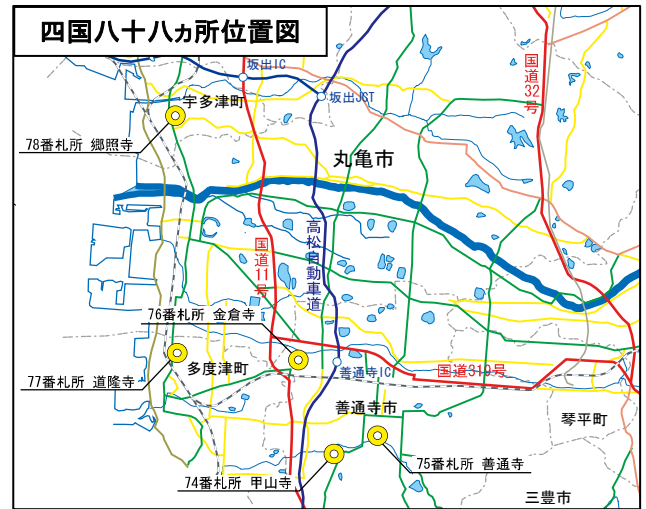 四国八十八ヵ所位置図
坂出IC
国道32号
宇多津町
坂出JCT
78番札所 郷照寺
丸亀市
高松自動車道
国道11号
76番札所 金倉寺
77番札所 道隆寺
多度津町
善通寺IC
国道319号
善通寺市
琴平町
75番札所 善通寺
74番札所 甲山寺
三豊市